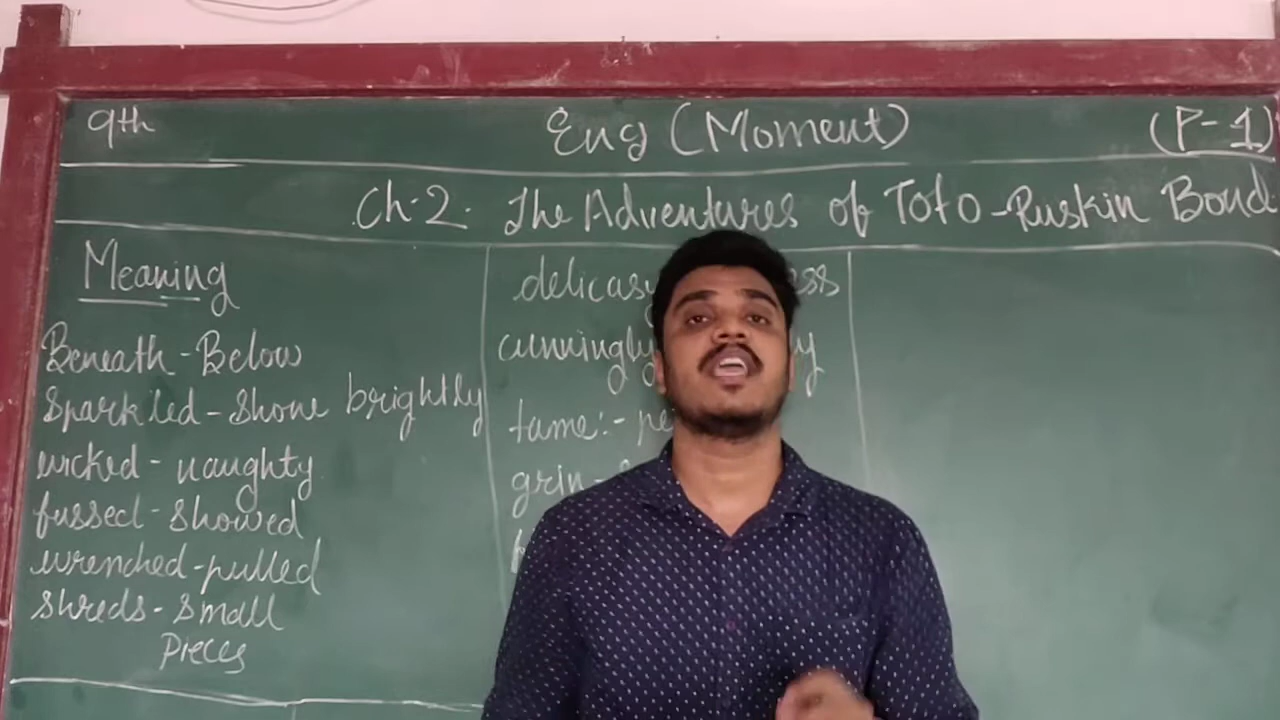 9th Eng (Moment) (P-1)
Ch-2. The Adventures of Toto - Ruskin Bond.
Meaning
Beneath - Below
Sparkled - Shone brightly
wicked - naughty
fussed - Showed
wrenched - pulled
Shreds - Small
Pieces
delicasy
cunningly
tame:-
grin -